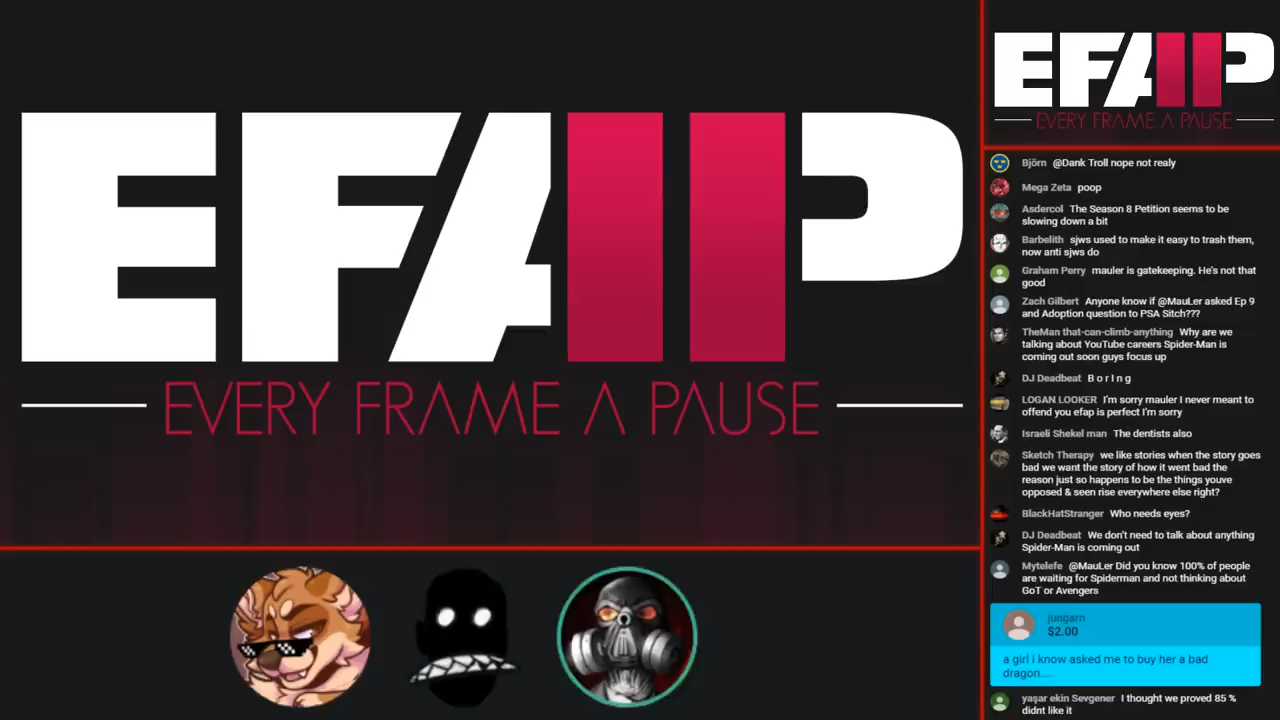 EFAP
EVERY FRAME A PAUSE
EFAP
EVERY FRAME A PAUSE
Björn @Dank Troll nope not realy
Mega Zeta poop
Asdercol The Season 8 Petition seems to be
slowing down a bit
Barbelith sjws used to make it easy to trash them,
now anti sjws do
Graham Perry mauler is gatekeeping. He's not that
good
Zach Gilbert Anyone know if @MauLer asked Ep 9
and Adoption question to PSA Sitch???
TheMan that-can-climb-anything Why are we
talking about YouTube careers Spider-Man is
coming out soon guys focus up
DJ Deadbeat B o r I n g
LOGAN LOOKER I'm sorry mauler I never meant to
offend you efap is perfect I'm sorry
Israeli Shekel man The dentists also
Sketch Therapy we like stories when the story goes
bad we want the story of how it went bad the
reason just so happens to be the things youve
opposed & seen rise everywhere else right?
BlackHatStranger Who needs eyes?
DJ Deadbeat We don't need to talk about anything
Spider-Man is coming out
Mytelefe @MauLer Did you know 100% of people
are waiting for Spiderman and not thinking about
GoT or Avengers
jungarn
$2.00
a girl i know asked me to buy her a bad
dragon....
yaşar ekin Sevgener I thought we proved 85 %
didnt like it